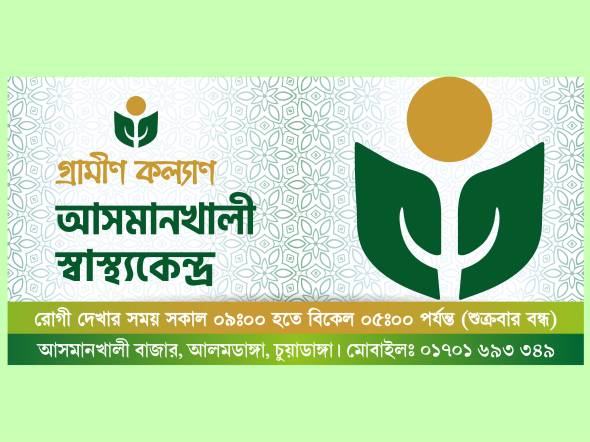 গ্রামীণ কল্যাণ
আসমানখালী
স্বাস্থ্যকেন্দ্র
রোগী দেখার সময় সকাল ০৯ঃ০০ হতে বিকেল ০৫ঃ০০ পর্যন্ত (শুক্রবার বন্ধ)
আসমানখালী বাজার, আলমডাঙ্গা, চুয়াডাঙ্গা। মোবাইলঃ ০১৭০১ ৬৯৩ ৩৪৯